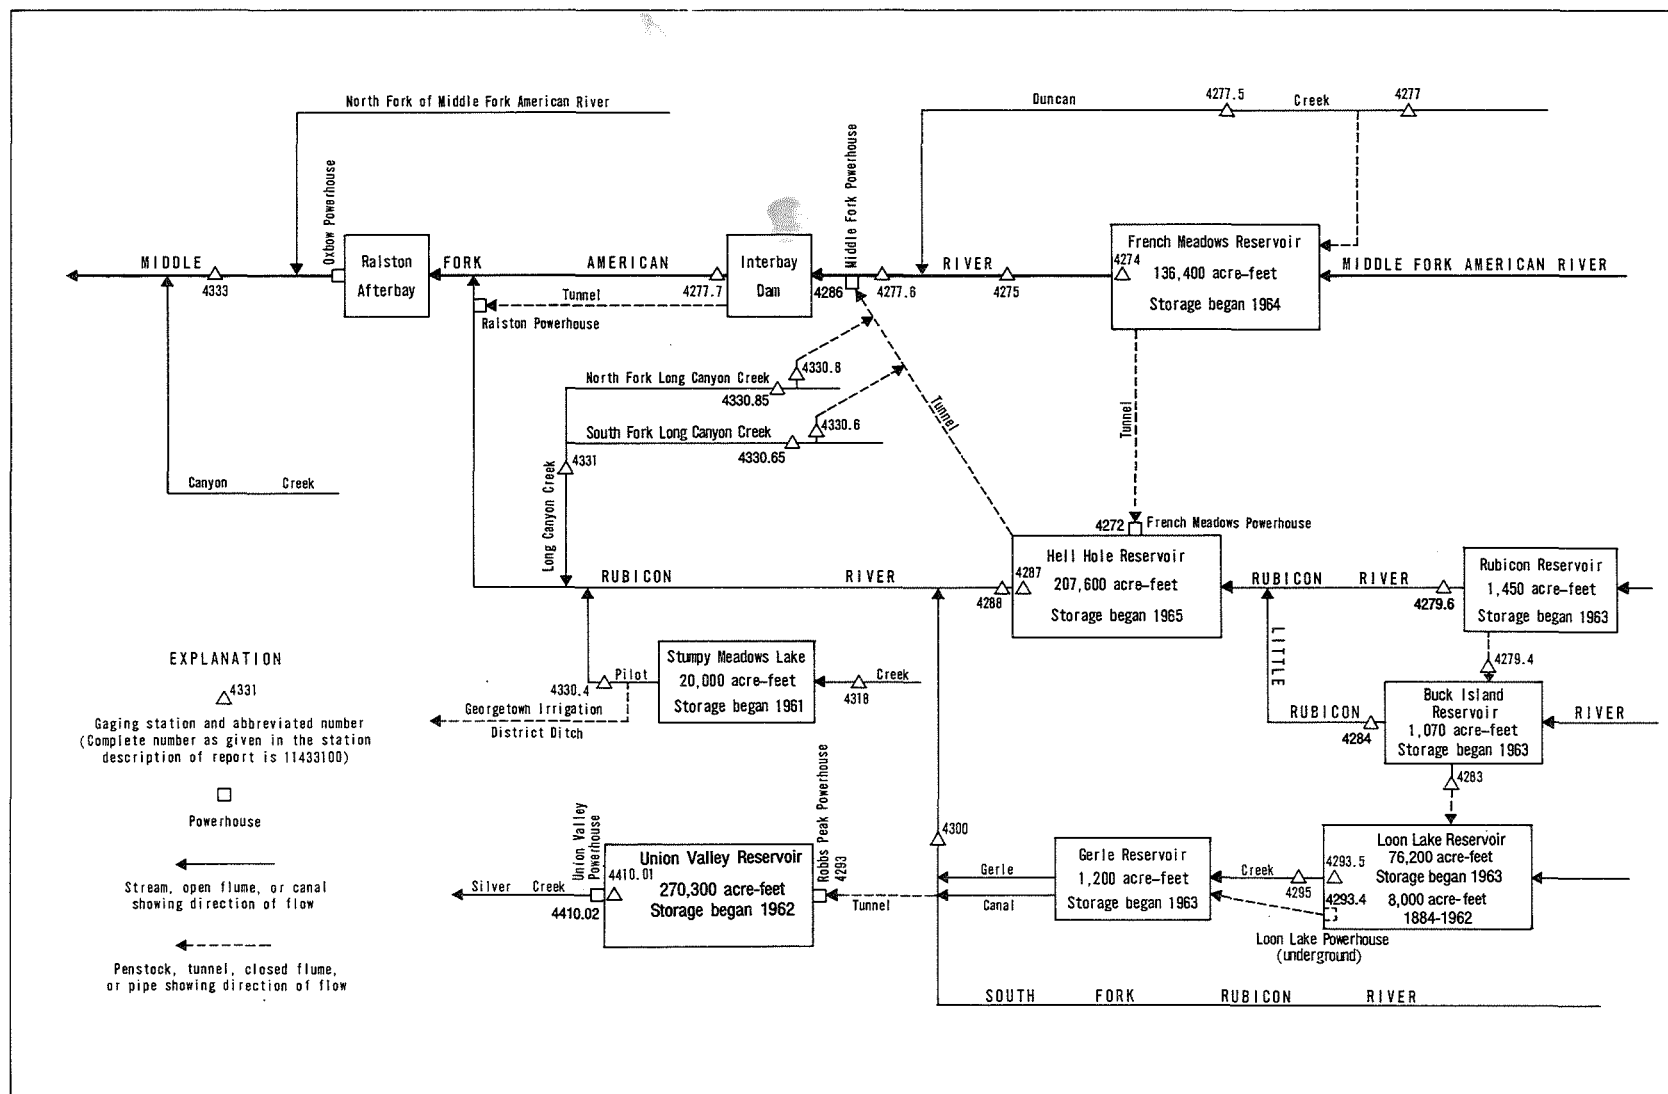 North Fork of Middle Fork American River
Duncan
4277.5
Creek
4277
Oxbow Powerhouse
Middle Fork Powerhouse
MIDDLE
4333
Ralston
Afterbay
FORK
AMERICAN
4277.7
Interbay
Dam
4286
4277.6
RIVER
4275
French Meadows Reservoir
4274
136,400 acre-feet
Storage began 1964
MIDDLE FORK AMERICAN RIVER
Tunnel
Ralston Powerhouse
4330.8
North Fork Long Canyon Creek
4330.85
4330.6
South Fork Long Canyon Creek
4330.65
4331
Long Canyon Creek
Tunnel
Tunnel
Canyon Creek
4272
French Meadows Powerhouse
Hell Hole Reservoir
4287
207,600 acre-feet
Storage began 1965
4288
RUBICON RIVER
RUBICON RIVER
4279.6
Rubicon Reservoir
1,450 acre-feet
Storage began 1963
4279.4
LITTLE
RUBICON
4284
Buck Island
Reservoir
1,070 acre-feet
Storage began 1963
RIVER
4283
Stumpy Meadows Lake
20,000 acre-feet
Storage began 1961
4330.4
Pilot
4318
Creek
Georgetown Irrigation
District Ditch
EXPLANATION
4331
Gaging station and abbreviated number
(Complete number as given in the station
description of report is 11433100)
Powerhouse
Stream, open flume, or canal
showing direction of flow
Penstock, tunnel, closed flume,
or pipe showing direction of flow
Union Valley
Powerhouse
Robbs Peak Powerhouse
4293
Silver Creek
4410.02
4410.01
Union Valley Reservoir
270,300 acre-feet
Storage began 1962
Tunnel
4300
Gerle
Canal
Gerle Reservoir
1,200 acre-feet
Storage began 1963
Creek
4295
Loon Lake Reservoir
76,200 acre-feet
4293.5
Storage began 1963
4293.4
8,000 acre-feet
1884-1962
Loon Lake Powerhouse
(underground)
SOUTH FORK RUBICON RIVER